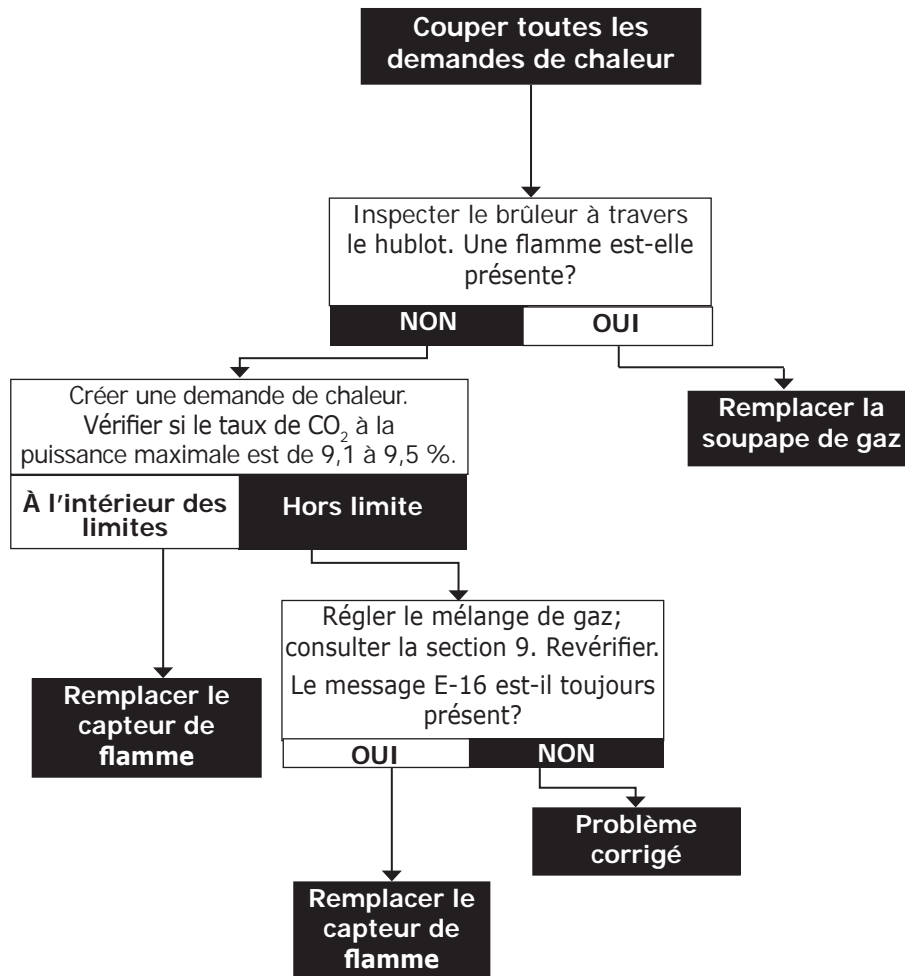 Couper toutes les
demandes de chaleur
Inspecter le brûleur à travers
le hublot. Une flamme est-elle
présente?
NON
OUI
Créer une demande de chaleur.
Vérifier si le taux de CO₂ à la
puissance maximale est de 9,1 à 9,5 %.
Remplacer la
soupape de gaz
À l'intérieur des
limites
Hors limite
Régler le mélange de gaz;
consulter la section 9. Revérifier.
Le message E-16 est-il toujours
présent?
Remplacer le
capteur de
flamme
OUI
NON
Problème
corrigé
Remplacer le
capteur de
flamme